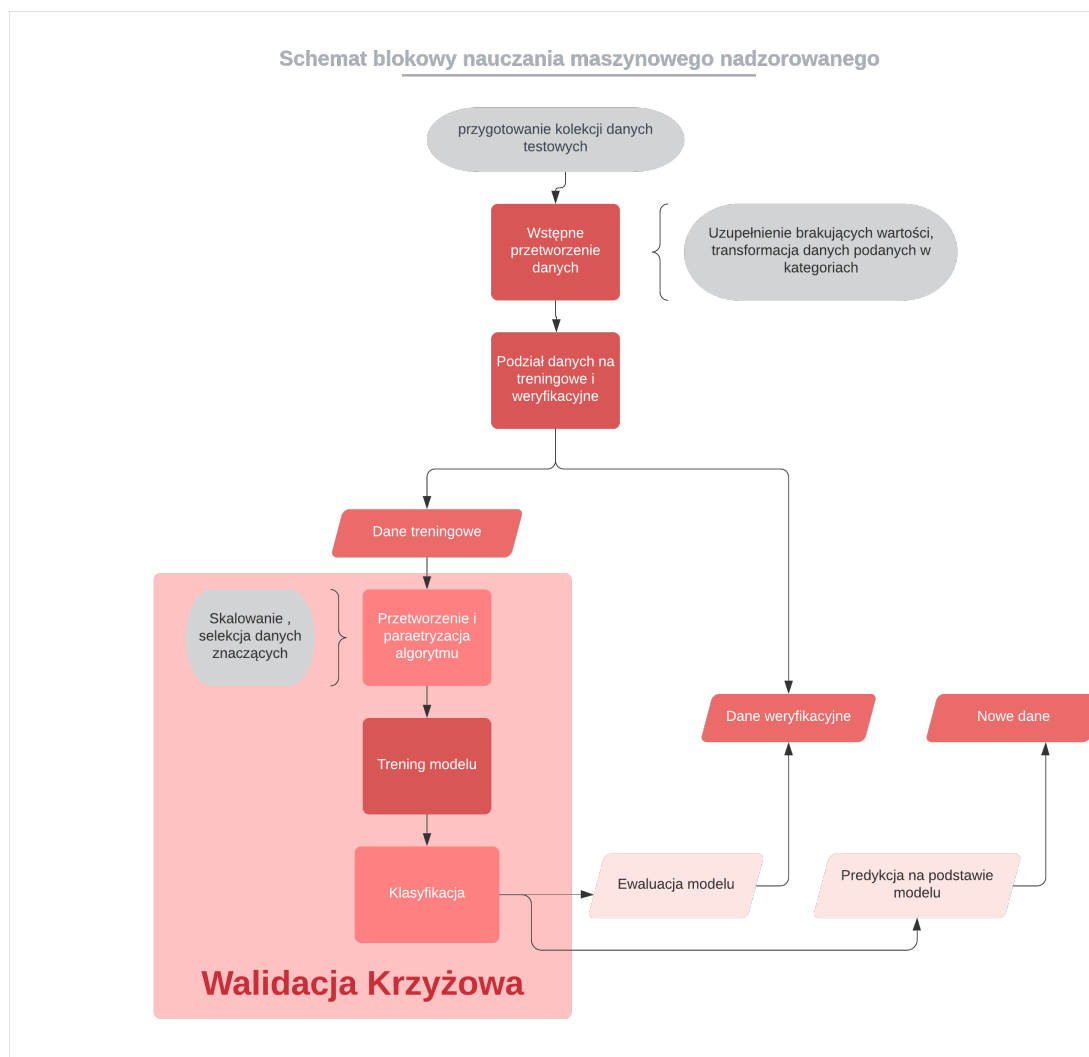 Schemat blokowy nauczania maszynowego nadzorowanego
przygotowanie kolekcji danych
testowych
Wstępne
przetworzenie
danych
Uzupełnienie brakujących wartości,
transformacja danych podanych w
kategoriach
Podział danych na
treningowe i
weryfikacyjne
Dane treningowe
Skalowanie ,
selekcja danych
znaczących
Przetworzenie i
paraetryzacja
algorytmu
Dane weryfikacyjne
Nowe dane
Trening modelu
Klasyfikacja
Ewaluacja modelu
Predykcja na podstawie
modelu
Walidacja Krzyżowa